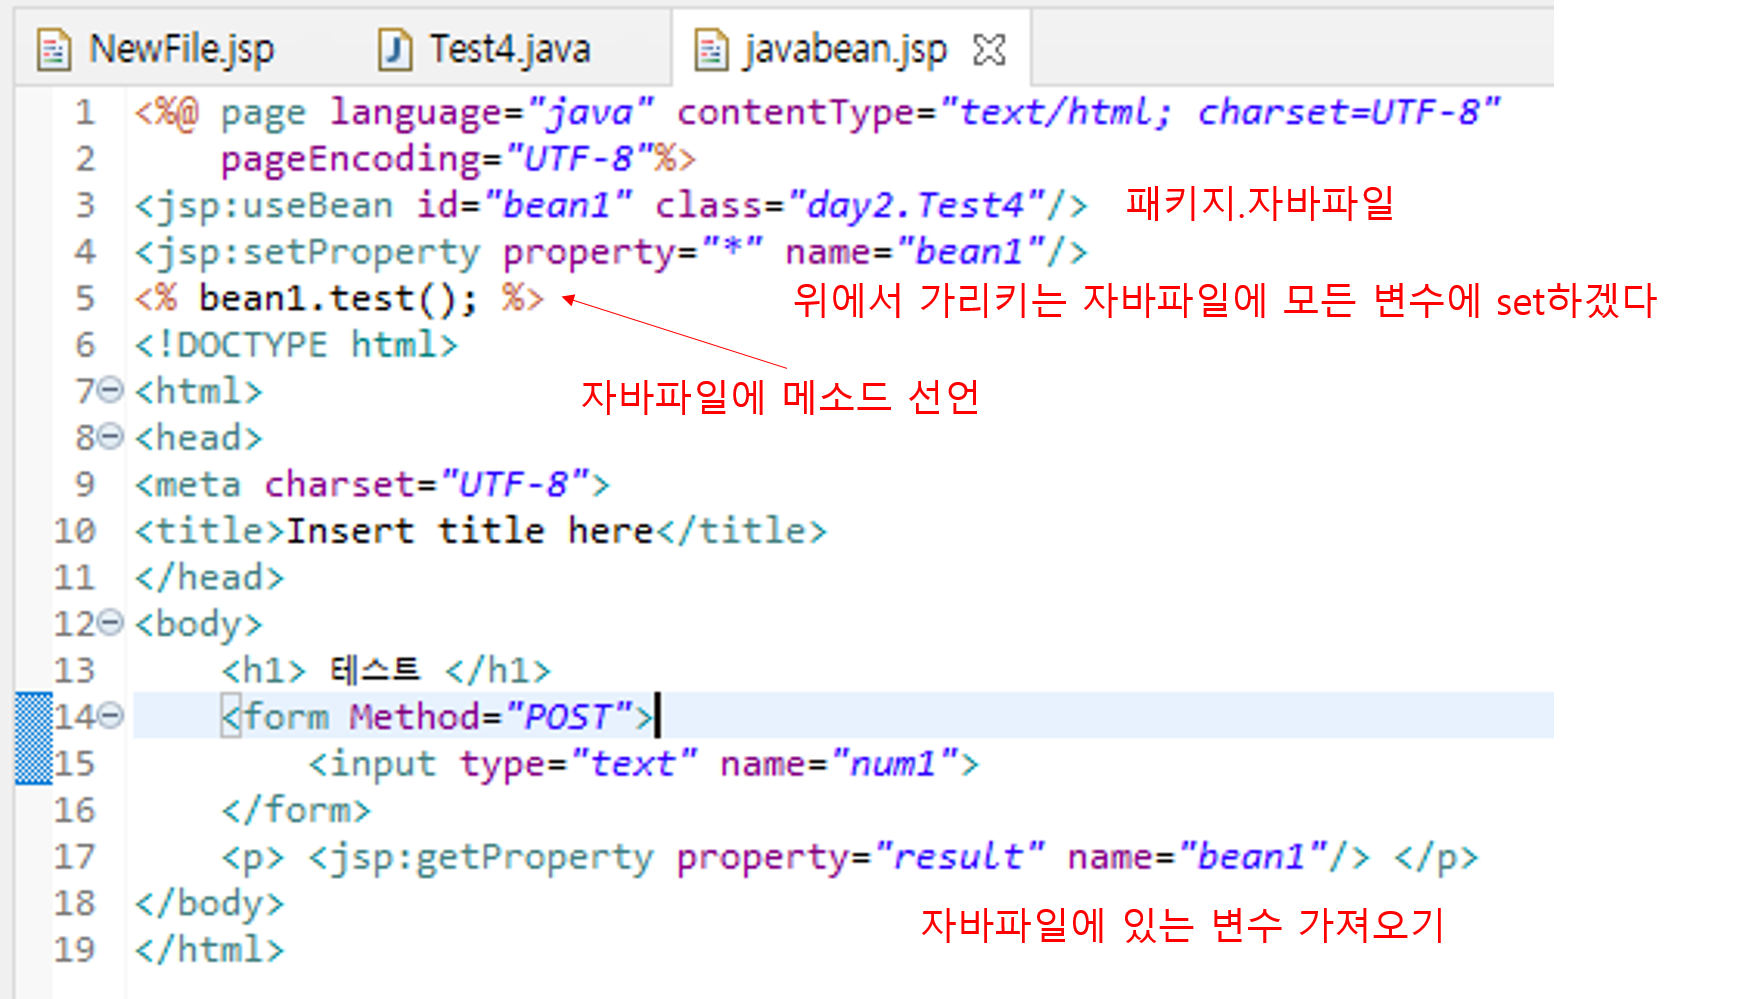 NewFile.jsp Test4.java javabean.jsp
1 <%@ page language="java" contentType="text/html; charset=UTF-8"
2 pageEncoding="UTF-8"%>
3 <jsp:useBean id="bean1" class="day2.Test4"/> 패키지.자바파일
4 <jsp:setProperty property="*" name="bean1"/>
5 <% bean1.test(); %> 위에서 가리키는 자바파일에 모든 변수에 set하겠다
6 <!DOCTYPE html>
7 <html>
자바파일에 메소드 선언
8 <head>
9 <meta charset="UTF-8">
10 <title>Insert title here</title>
11 </head>
12 <body>
13 <h1> 테스트 </h1>
14 <form Method="POST">
15 <input type="text" name="num1">
16 </form>
17 <p> <jsp:getProperty property="result" name="bean1"/> </p>
18 </body>
자바파일에 있는 변수 가져오기
19 </html>